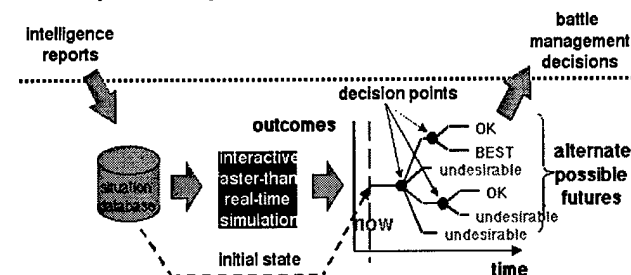 intelligence
reports
battle
management
decisions
decision points
outcomes
OK
BEST
undesirable
OK
undesirable
undesirable
alternate
possible
futures
situation
database
interactive
faster-than
real-time
simulation
now
initial state
time